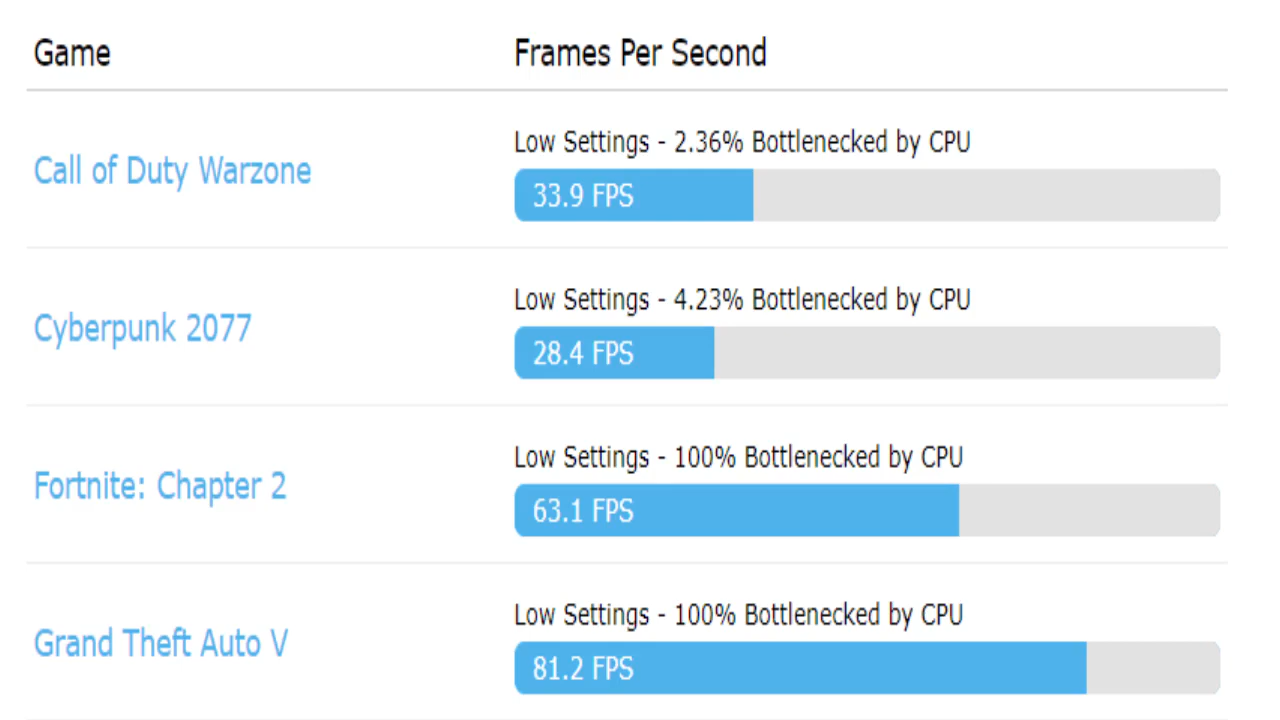 Game
Frames Per Second
Call of Duty Warzone
Low Settings - 2.36% Bottlenecked by CPU
33.9 FPS
Cyberpunk 2077
Low Settings - 4.23% Bottlenecked by CPU
28.4 FPS
Fortnite: Chapter 2
Low Settings - 100% Bottlenecked by CPU
63.1 FPS
Grand Theft Auto V
Low Settings - 100% Bottlenecked by CPU
81.2 FPS